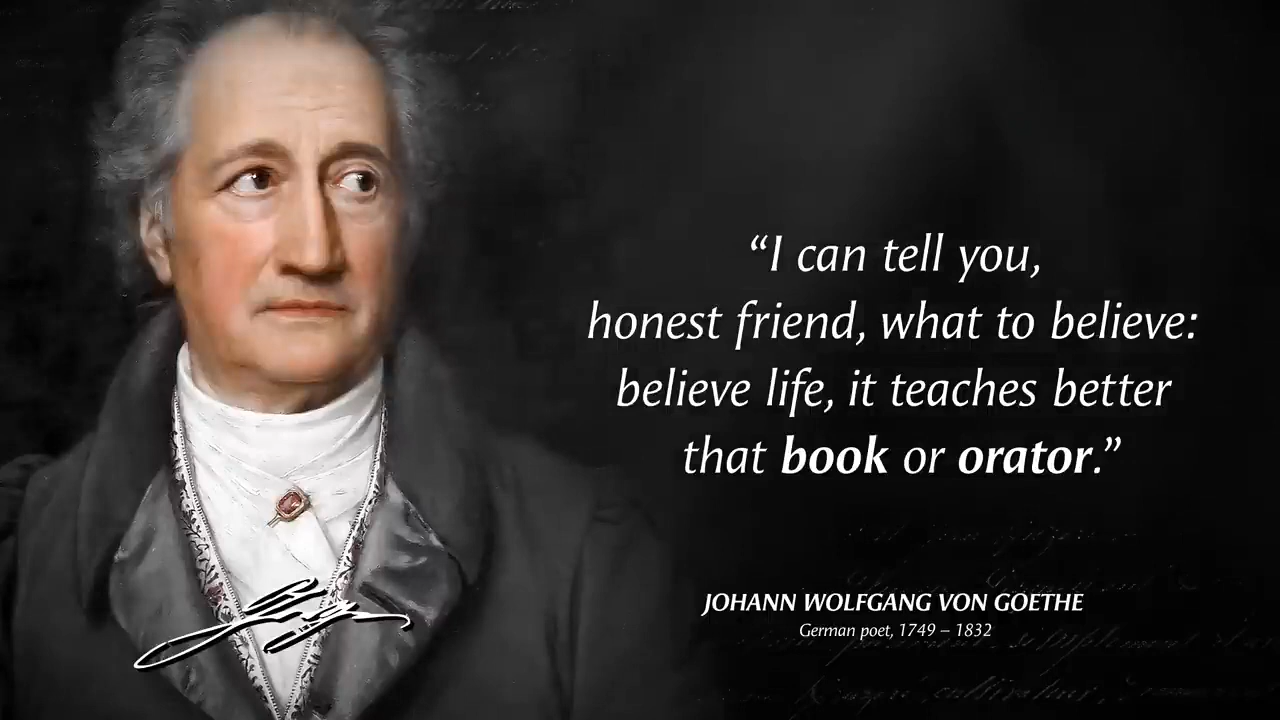 “I can tell you,
honest friend, what to believe:
believe life, it teaches better
that book or orator.”
JOHANN WOLFGANG VON GOETHE
German poet, 1749 – 1832